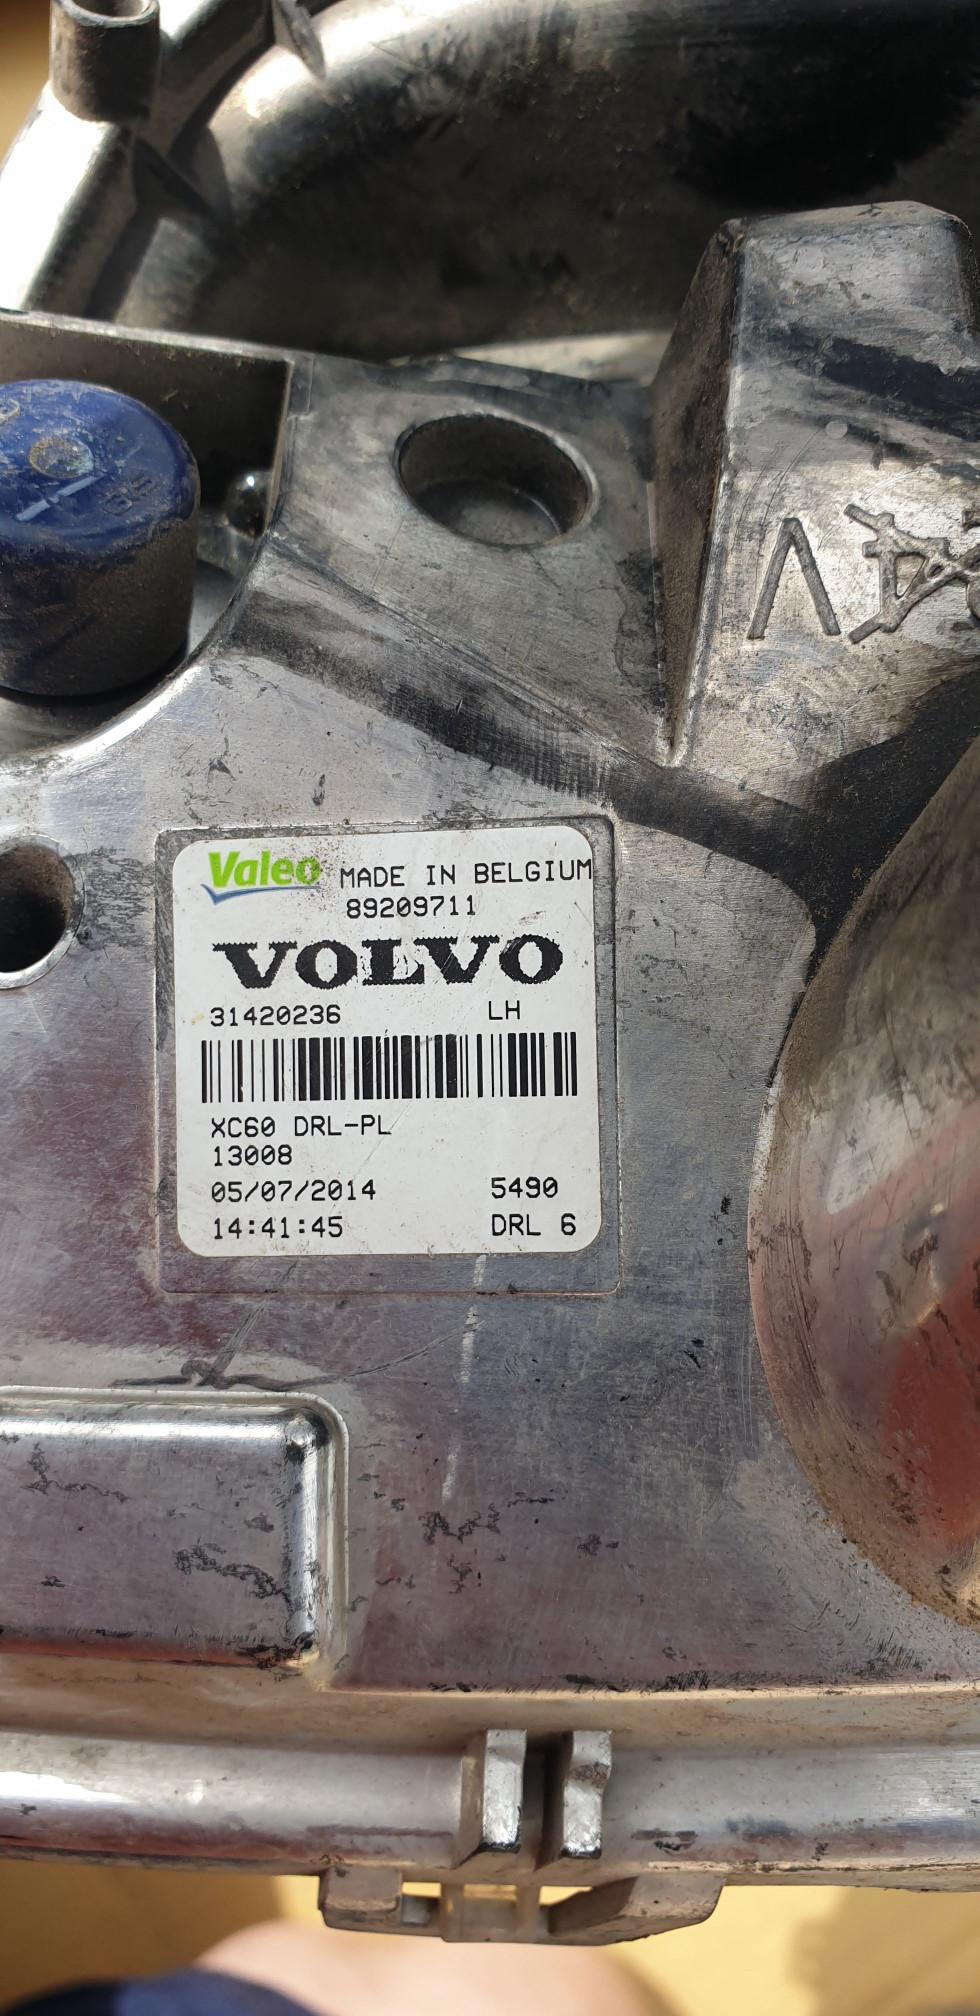 Valeo MADE IN BELGIUM
89209711
VOLVO
31420236 LH
XC60 DRL-PL
13008
05/07/2014 5490
14:41:45 DRL 6